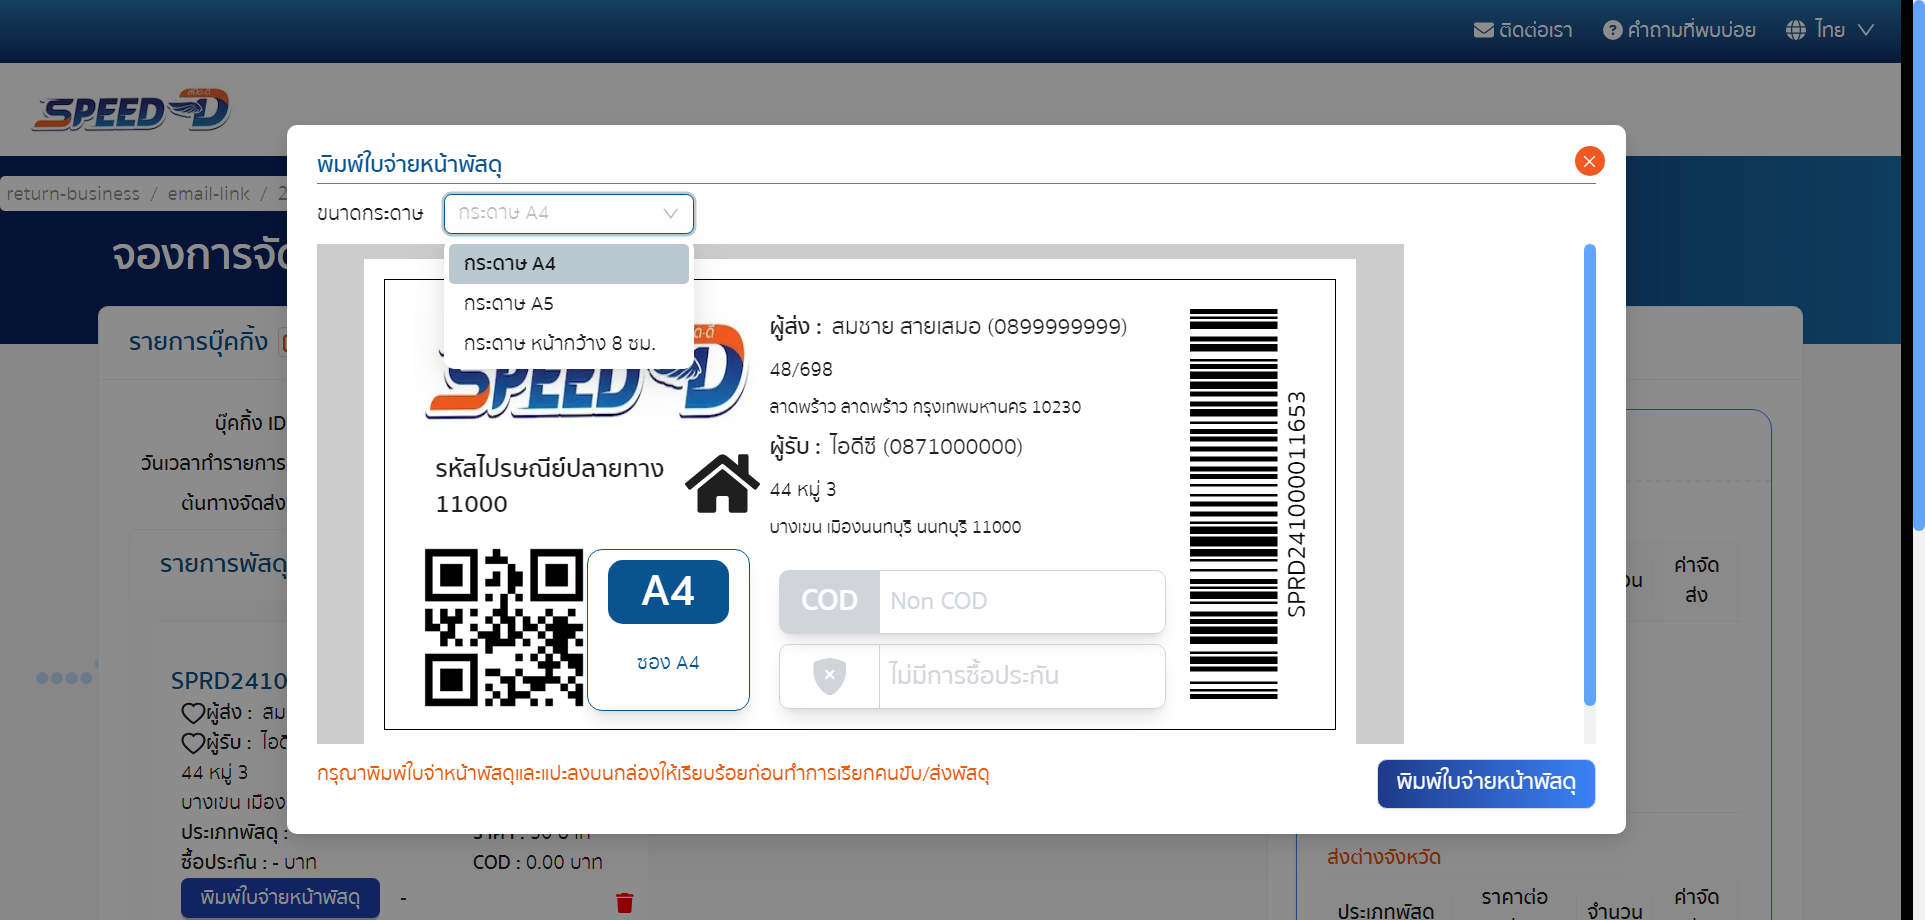 ติดต่อเรา
คำถามที่พบบ่อย
ไทย
สปีด-ดี
SPEED D
return-business / email-link / 2
จองการจัด
รายการบุ๊คกิ้ง
บุ๊คกิ้ง ID
วันเวลาทำรายการ
ต้นทางจัดส่ง
รายการพัสดุ
SPRD2410
ผู้ส่ง : สม
ผู้รับ : ไอดี
44 หมู่ 3
บางเขน เมือง
ประเภทพัสดุ :
ซื้อประกัน : - บาท
COD : 0.00 บาท
พิมพ์ใบจ่ายหน้าพัสดุ
-
พิมพ์ใบจ่ายหน้าพัสดุ
ขนาดกระดาษ
กระดาษ A4
กระดาษ A4
กระดาษ A5
กระดาษ หน้ากว้าง 8 ซม.
SPEED D
รหัสไปรษณีย์ปลายทาง
11000
A4
ซอง A4
ผู้ส่ง : สมชาย สายเสมอ (0899999999)
48/698
ลาดพร้าว ลาดพร้าว กรุงเทพมหานคร 10230
ผู้รับ : ไอดีซี (0871000000)
44 หมู่ 3
บางเขน เมืองนนทบุรี นนทบุรี 11000
COD
Non COD
ไม่มีการซื้อประกัน
SPRD241000011653
กรุณาพิมพ์ใบจ่าหน้าพัสดุและแปะลงบนกล่องให้เรียบร้อยก่อนทำการเรียกคนขับ/ส่งพัสดุ
พิมพ์ใบจ่ายหน้าพัสดุ
ค่าจัด
ส่ง
ส่งต่างจังหวัด
ประเภทพัสดุ
ราคาต่อ
จำนวน
ค่าจัด